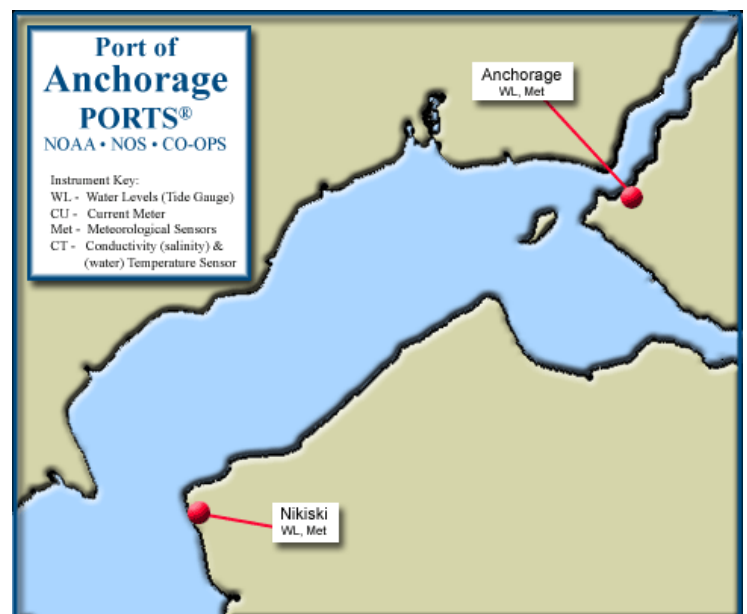 Port of
Anchorage
PORTS®
NOAA • NOS • CO-OPS
Instrument Key:
WL - Water Levels (Tide Gauge)
CU - Current Meter
Met - Meteorological Sensors
CT - Conductivity (salinity) &
(water) Temperature Sensor
Anchorage
WL, Met
Nikiski
WL, Met